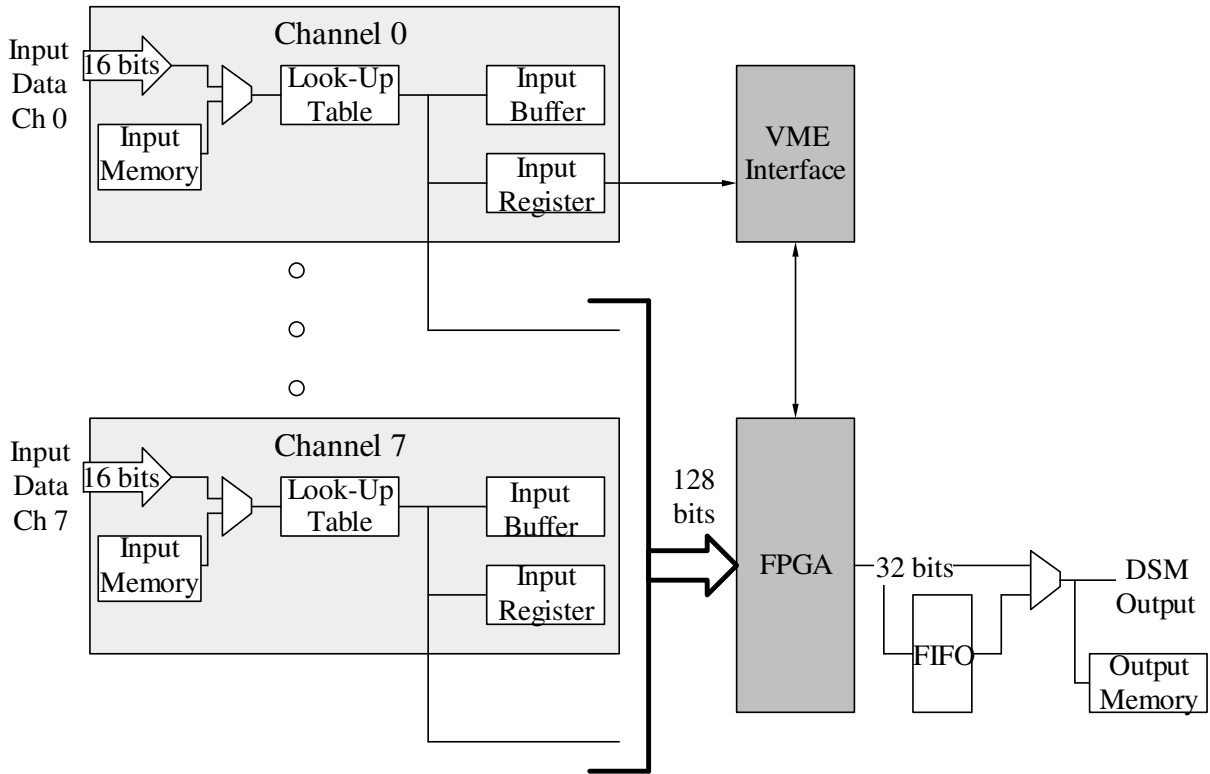 Channel 0
Input
Data
Ch 0
16 bits
Look-Up
Table
Input
Buffer
Input
Memory
Input
Register
VME
Interface
Channel 7
Input
Data
Ch 7
16 bits
Look-Up
Table
Input
Buffer
Input
Memory
Input
Register
128
bits
FPGA
32 bits
FIFO
DSM
Output
Output
Memory